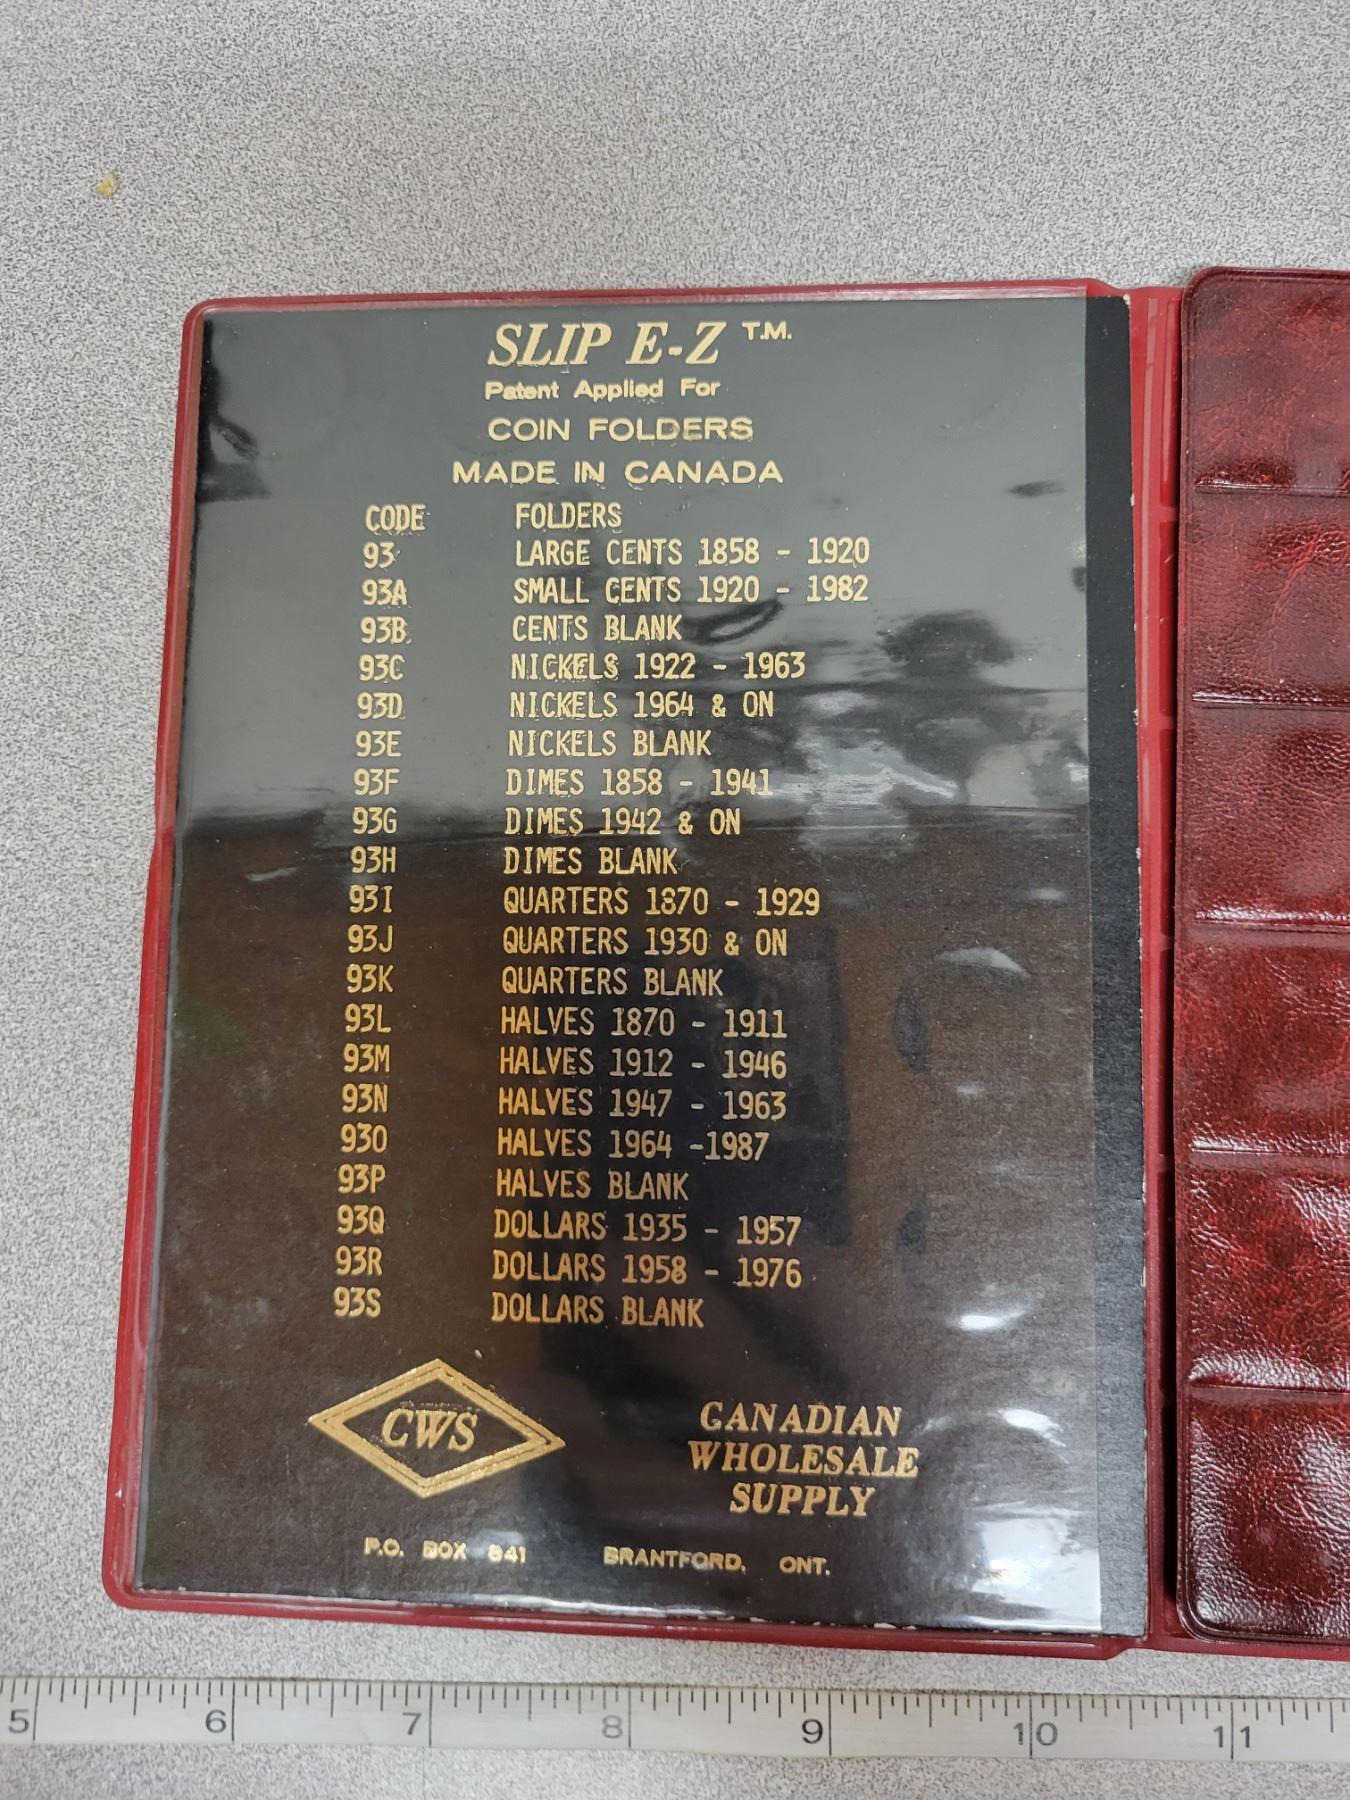 SLIP E-Z T.M.
Patent Applied For
COIN FOLDERS
MADE IN CANADA
CODE FOLDERS
93 LARGE CENTS 1858 - 1920
93A SMALL CENTS 1920 - 1982
93B CENTS BLANK
93C NICKELS 1922 - 1963
93D NICKELS 1964 & ON
93E NICKELS BLANK
93F DIMES 1858 - 1941
93G DIMES 1942 & ON
93H DIMES BLANK
93I QUARTERS 1870 - 1929
93J QUARTERS 1930 & ON
93K QUARTERS BLANK
93L HALVES 1870 - 1911
93M HALVES 1912 - 1946
93N HALVES 1947 - 1963
93O HALVES 1964 -1987
93P HALVES BLANK
93Q DOLLARS 1935 - 1957
93R DOLLARS 1958 - 1976
93S DOLLARS BLANK
CWS
CANADIAN
WHOLESALE
SUPPLY
P.O. BOX 841 BRANTFORD, ONT.
5 6 7 8 9 10 11